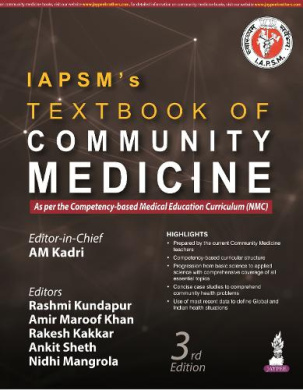 I.A.P.S.M.
IAPSM's
TEXTBOOK OF
COMMUNITY
MEDICINE
As per the Competency-based Medical Education Curriculum (NMC)
Editor-in-Chief
AM Kadri
Editors
Rashmi Kundapur
Amir Maroof Khan
Rakesh Kakkar
Ankit Sheth
Nidhi Mangrola
HIGHLIGHTS
• Prepared by the current Community Medicine
teachers
• Competency-based curricular structure
• Progression from basic science to applied
science with comprehensive coverage of all
essential topics
• Concise case studies to comprehend
community health problems
• Use of most recent data to define Global and
Indian health situations
3rd
Edition
JAYPEE